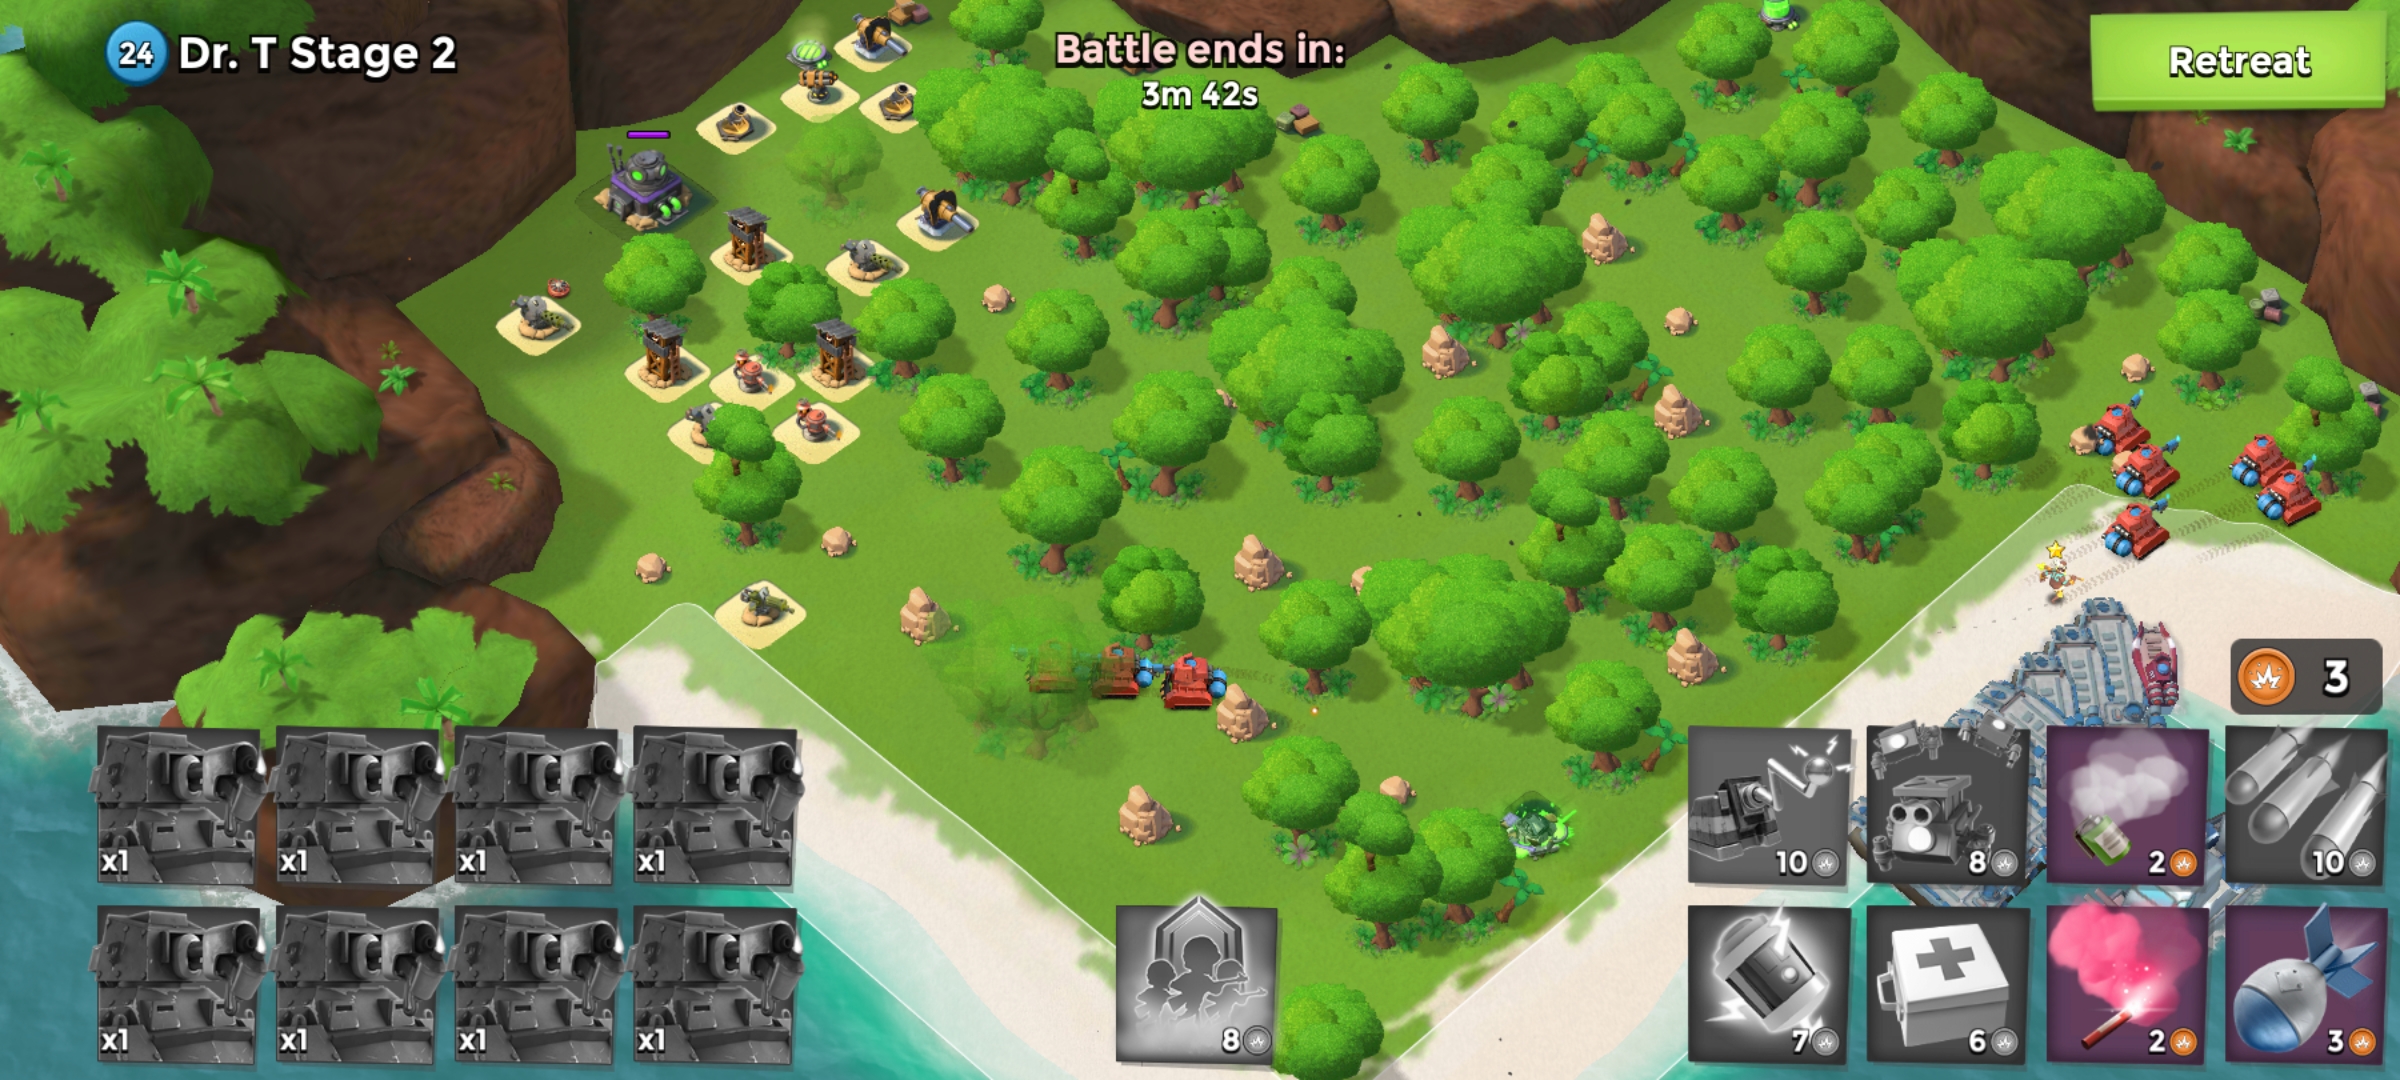 24 Dr. T Stage 2
Battle ends in:
3m 42s
Retreat
3
x1 x1 x1 x1
10 8 2 10
x1 x1 x1 x1
8
7 6 2 3